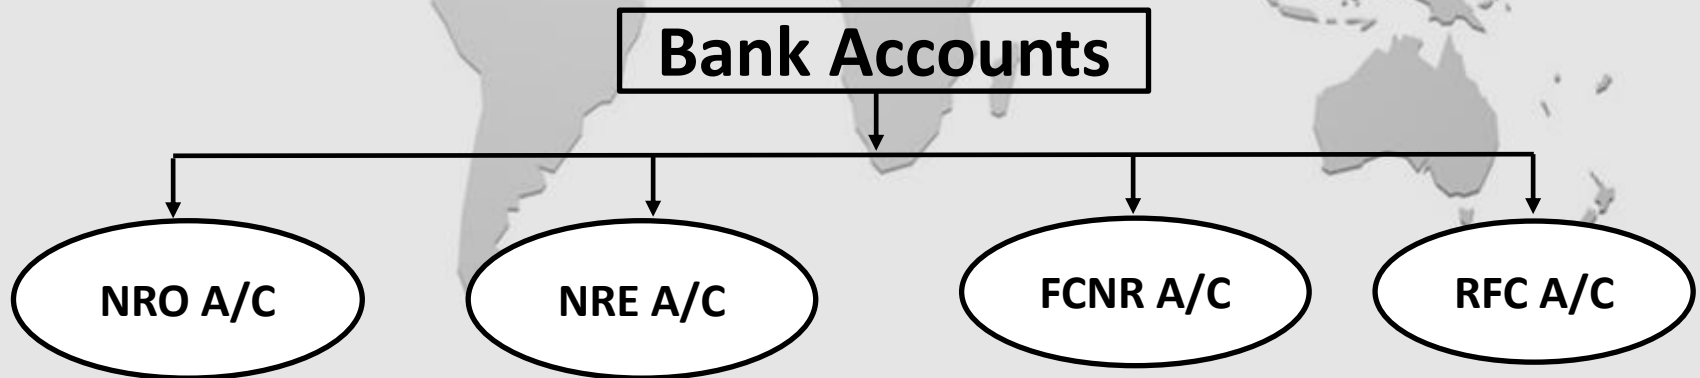 Bank Accounts
NRO A/C
NRE A/C
FCNR A/C
RFC A/C